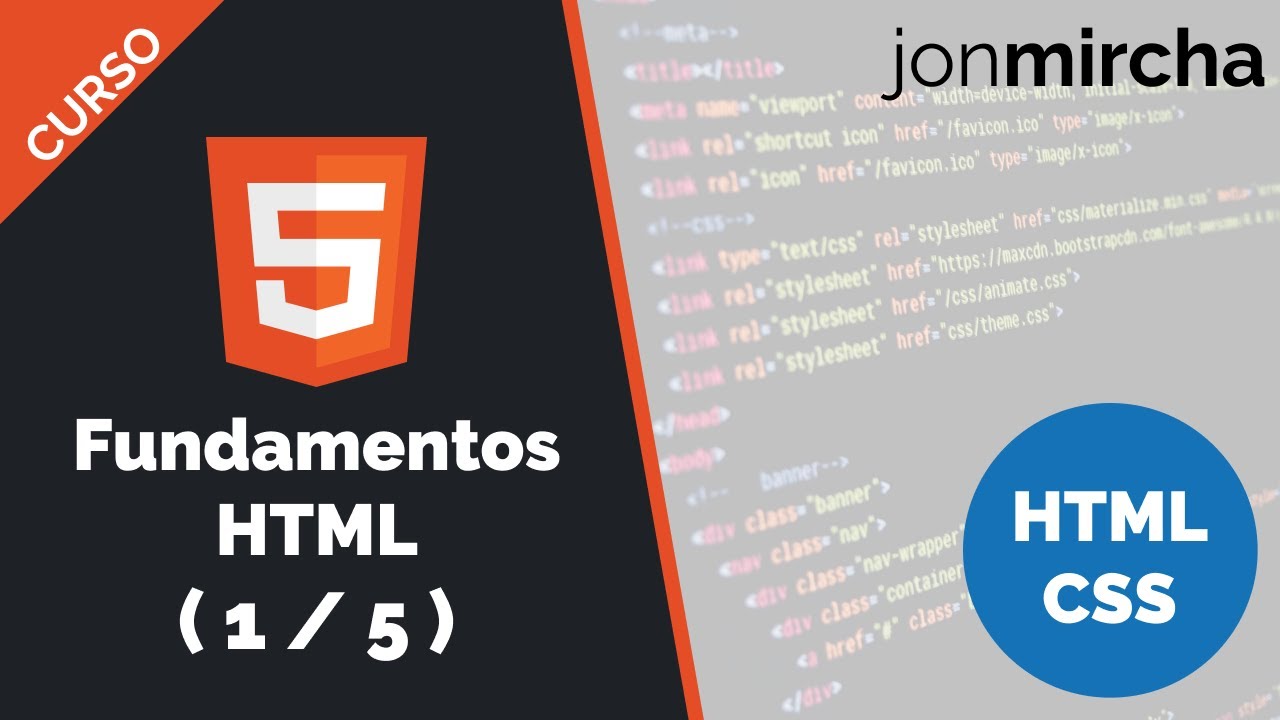 CURSO
Fundamentos
HTML
( 1 / 5 )
jonmircha
<!--meta-->
<title></title>
<meta name="viewport" content="width=device-width,
<link rel="shortcut icon" href="/favicon.ico" type="image/x-icon">
<link rel="icon" href="/favicon.ico" type="image/x-icon">
<!--css-->
<link type="text/css" rel="stylesheet" href="css/materialize.min.css"
<link rel="stylesheet" href="https://maxcdn.bootstrapcdn.com/font-awesome/
<link rel="stylesheet" href="/css/animate.css">
<link rel="stylesheet" href="css/theme.css">
</head>
<body>
<!-- banner-->
<div class="banner">
<nav class="nav">
<div class="nav-wrapper"
<div class="container
<a href="#" class=
</div>
HTML
CSS